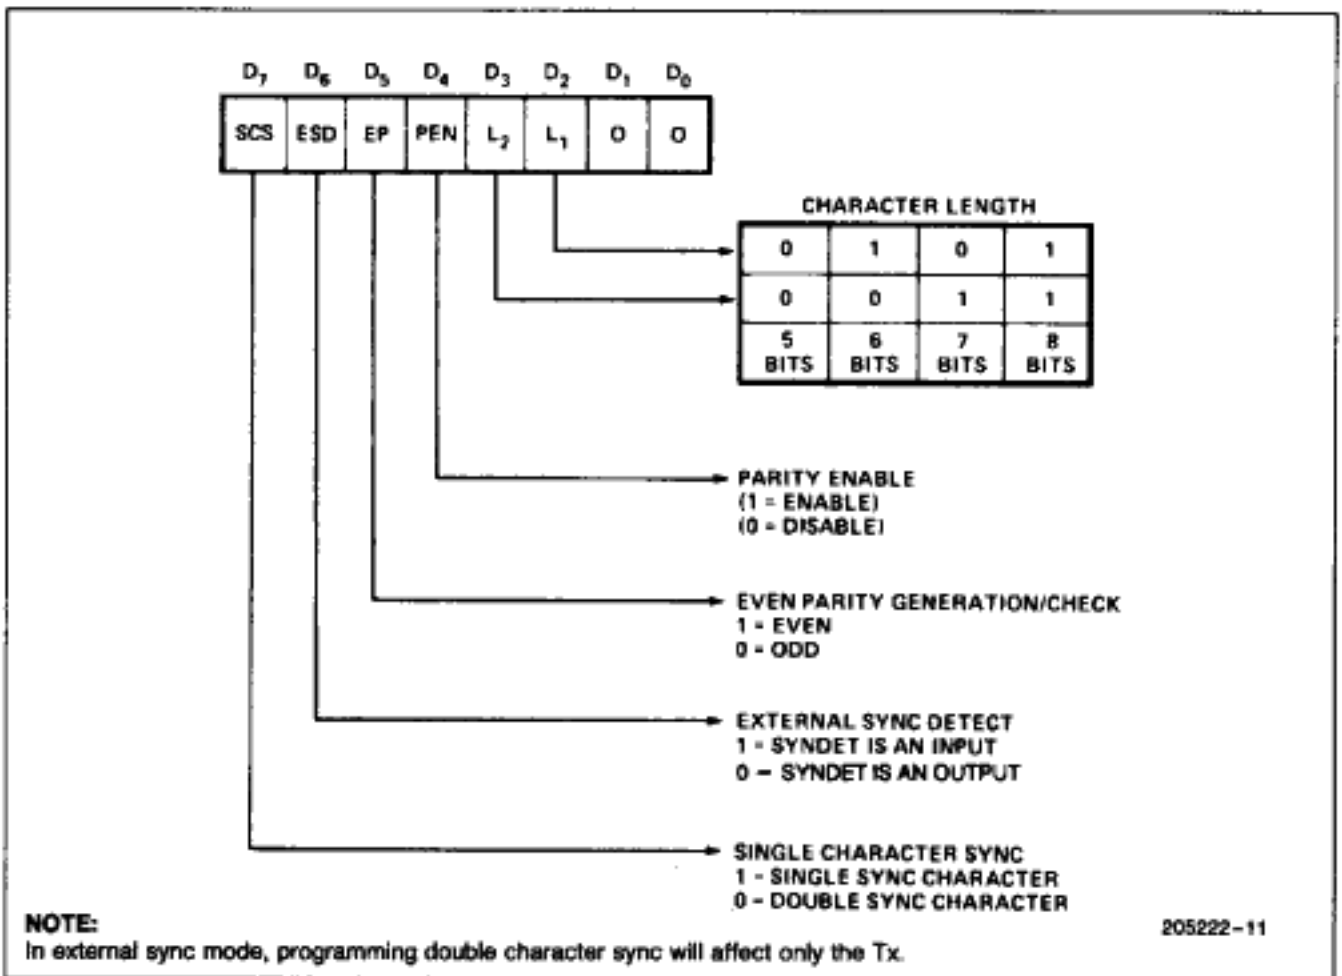 D7 D6 D5 D4 D3 D2 D1 D0
SCS ESD EP PEN L2 L1 0 0
CHARACTER LENGTH
0 1 0 1
0 0 1 1
5 6 7 8
BITS BITS BITS BITS
PARITY ENABLE
(1 = ENABLE)
(0 = DISABLE)
EVEN PARITY GENERATION/CHECK
1 = EVEN
0 = ODD
EXTERNAL SYNC DETECT
1 = SYNDET IS AN INPUT
0 – SYNDET IS AN OUTPUT
SINGLE CHARACTER SYNC
1 - SINGLE SYNC CHARACTER
0 - DOUBLE SYNC CHARACTER
NOTE:
205222-11
In external sync mode, programming double character sync will affect only the Tx.